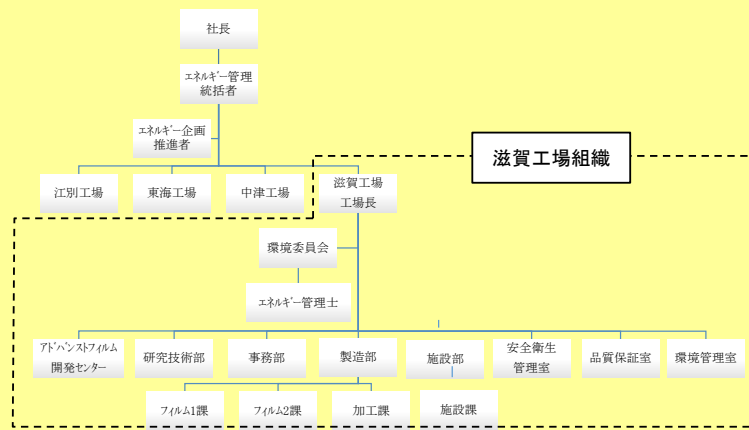 社長
エネルギー管理
統括者
エネルギー企画
推進者
滋賀工場組織
江別工場
東海工場
中津工場
滋賀工場
工場長
環境委員会
エネルギー管理士
アドバンストフィルム
開発センター
研究技術部
事務部
製造部
施設部
安全衛生
管理室
品質保証室
環境管理室
フィルム1課
フィルム2課
加工課
施設課